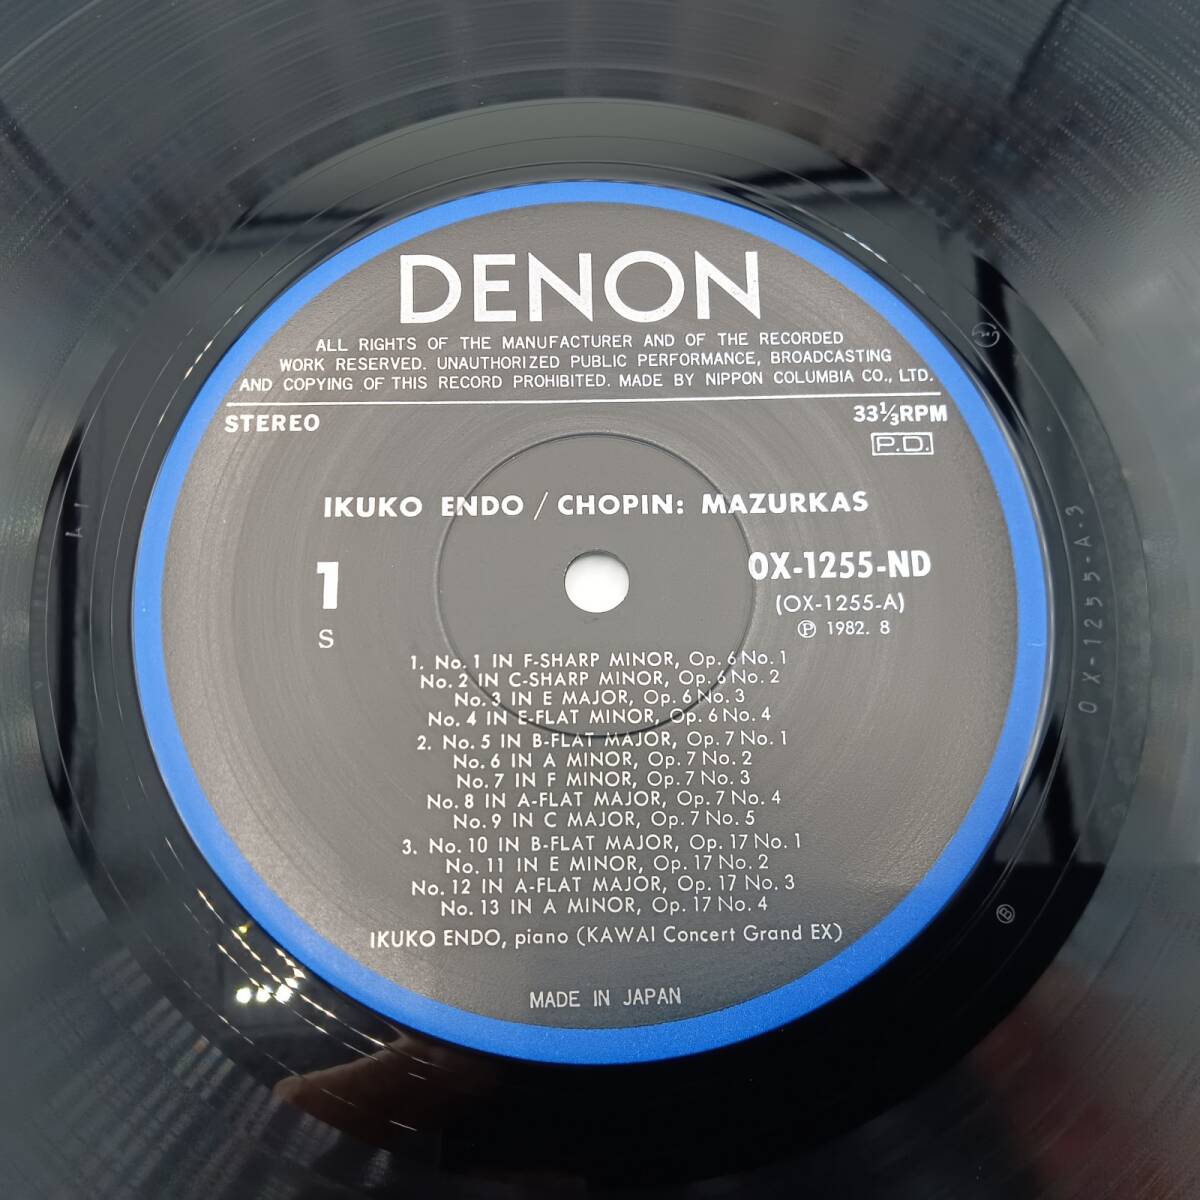 DENON
ALL RIGHTS OF THE MANUFACTURER AND OF THE RECORDED
WORK RESERVED. UNAUTHORIZED PUBLIC PERFORMANCE, BROADCASTING
AND COPYING OF THIS RECORD PROHIBITED. MADE BY NIPPON COLUMBIA CO., LTD.
STEREO
33⅓RPM
P.D.
IKUKO ENDO / CHOPIN: MAZURKAS
1
S
OX-1255-ND
(OX-1255-A)
Ⓟ 1982. 8
1. No. 1 IN F-SHARP MINOR, Op. 6 No. 1
No. 2 IN C-SHARP MINOR, Op. 6 No. 2
No. 3 IN E MAJOR, Op. 6 No. 3
No. 4 IN E-FLAT MINOR, Op. 6 No. 4
2. No. 5 IN B-FLAT MAJOR, Op. 7 No. 1
No. 6 IN A MINOR, Op. 7 No. 2
No. 7 IN F MINOR, Op. 7 No. 3
No. 8 IN A-FLAT MAJOR, Op. 7 No. 4
No. 9 IN C MAJOR, Op. 7 No. 5
3. No. 10 IN B-FLAT MAJOR, Op. 17 No. 1
No. 11 IN E MINOR, Op. 17 No. 2
No. 12 IN A-FLAT MAJOR, Op. 17 No. 3
No. 13 IN A MINOR, Op. 17 No. 4
IKUKO ENDO, piano (KAWAI Concert Grand EX)
MADE IN JAPAN
OX-1255-A-3
Ⓑ